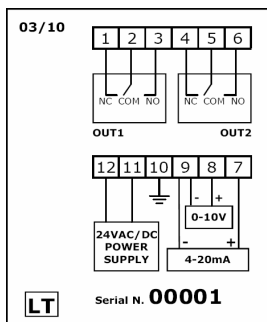 03/10
1 2 3 4 5 6
NC COM NO NC COM NO
OUT1 OUT2
12 11 10 9 8 7
- +
0-10V
24VAC/DC
POWER
SUPPLY
- +
4-20mA
LT Serial N. 00001